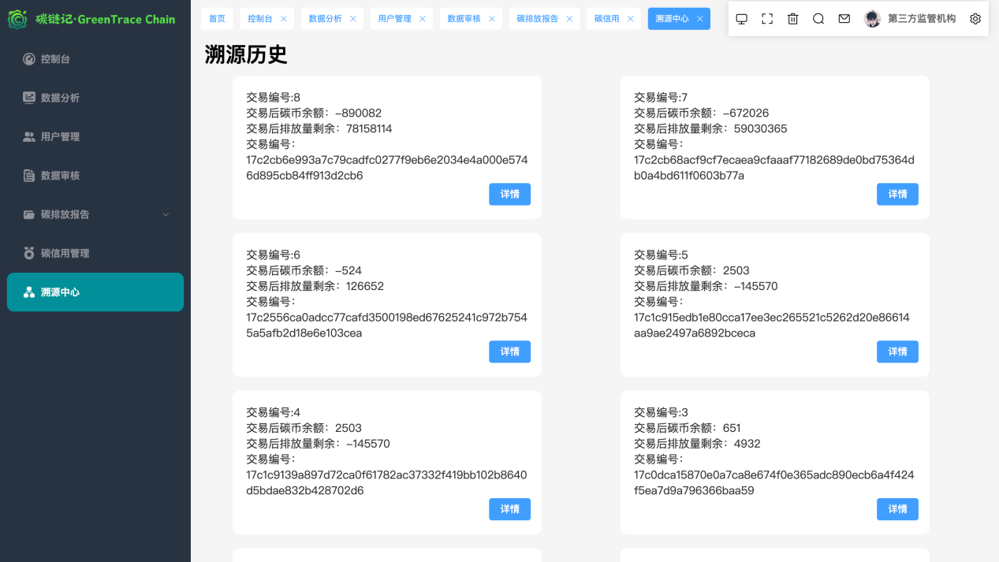 碳链记·GreenTrace Chain
控制台
数据分析
用户管理
数据审核
碳排放报告
碳信用管理
溯源中心
首页
控制台
数据分析
用户管理
数据审核
碳排放报告
碳信用
溯源中心
第三方监管机构
溯源历史
交易编号:8
交易后碳币余额：-890082
交易后排放量剩余：78158114
交易编号：
17c2cb6e993a7c79cadfc0277f9eb6e2034e4a000e574
6d895cb84ff913d2cb6
详情
交易编号:7
交易后碳币余额：-672026
交易后排放量剩余：59030365
交易编号：
17c2cb68acf9cf7ecaea9cfaaaf77182689de0bd75364d
b0a4bd611f0603b77a
详情
交易编号:6
交易后碳币余额：-524
交易后排放量剩余：126652
交易编号：
17c2556ca0adcc77cafd3500198ed67625241c972b754
5a5afb2d18e6e103cea
详情
交易编号:5
交易后碳币余额：2503
交易后排放量剩余：-145570
交易编号：
17c1c915edb1e80cca17ee3ec265521c5262d20e86614
aa9ae2497a6892bceca
详情
交易编号:4
交易后碳币余额：2503
交易后排放量剩余：-145570
交易编号：
17c1c9139a897d72ca0f61782ac37332f419bb102b8640
d5bdae832b428702d6
详情
交易编号:3
交易后碳币余额：651
交易后排放量剩余：4932
交易编号：
17c0dca15870e0a7ca8e674f0e365adc890ecb6a4f424
f5ea7d9a796366baa59
详情